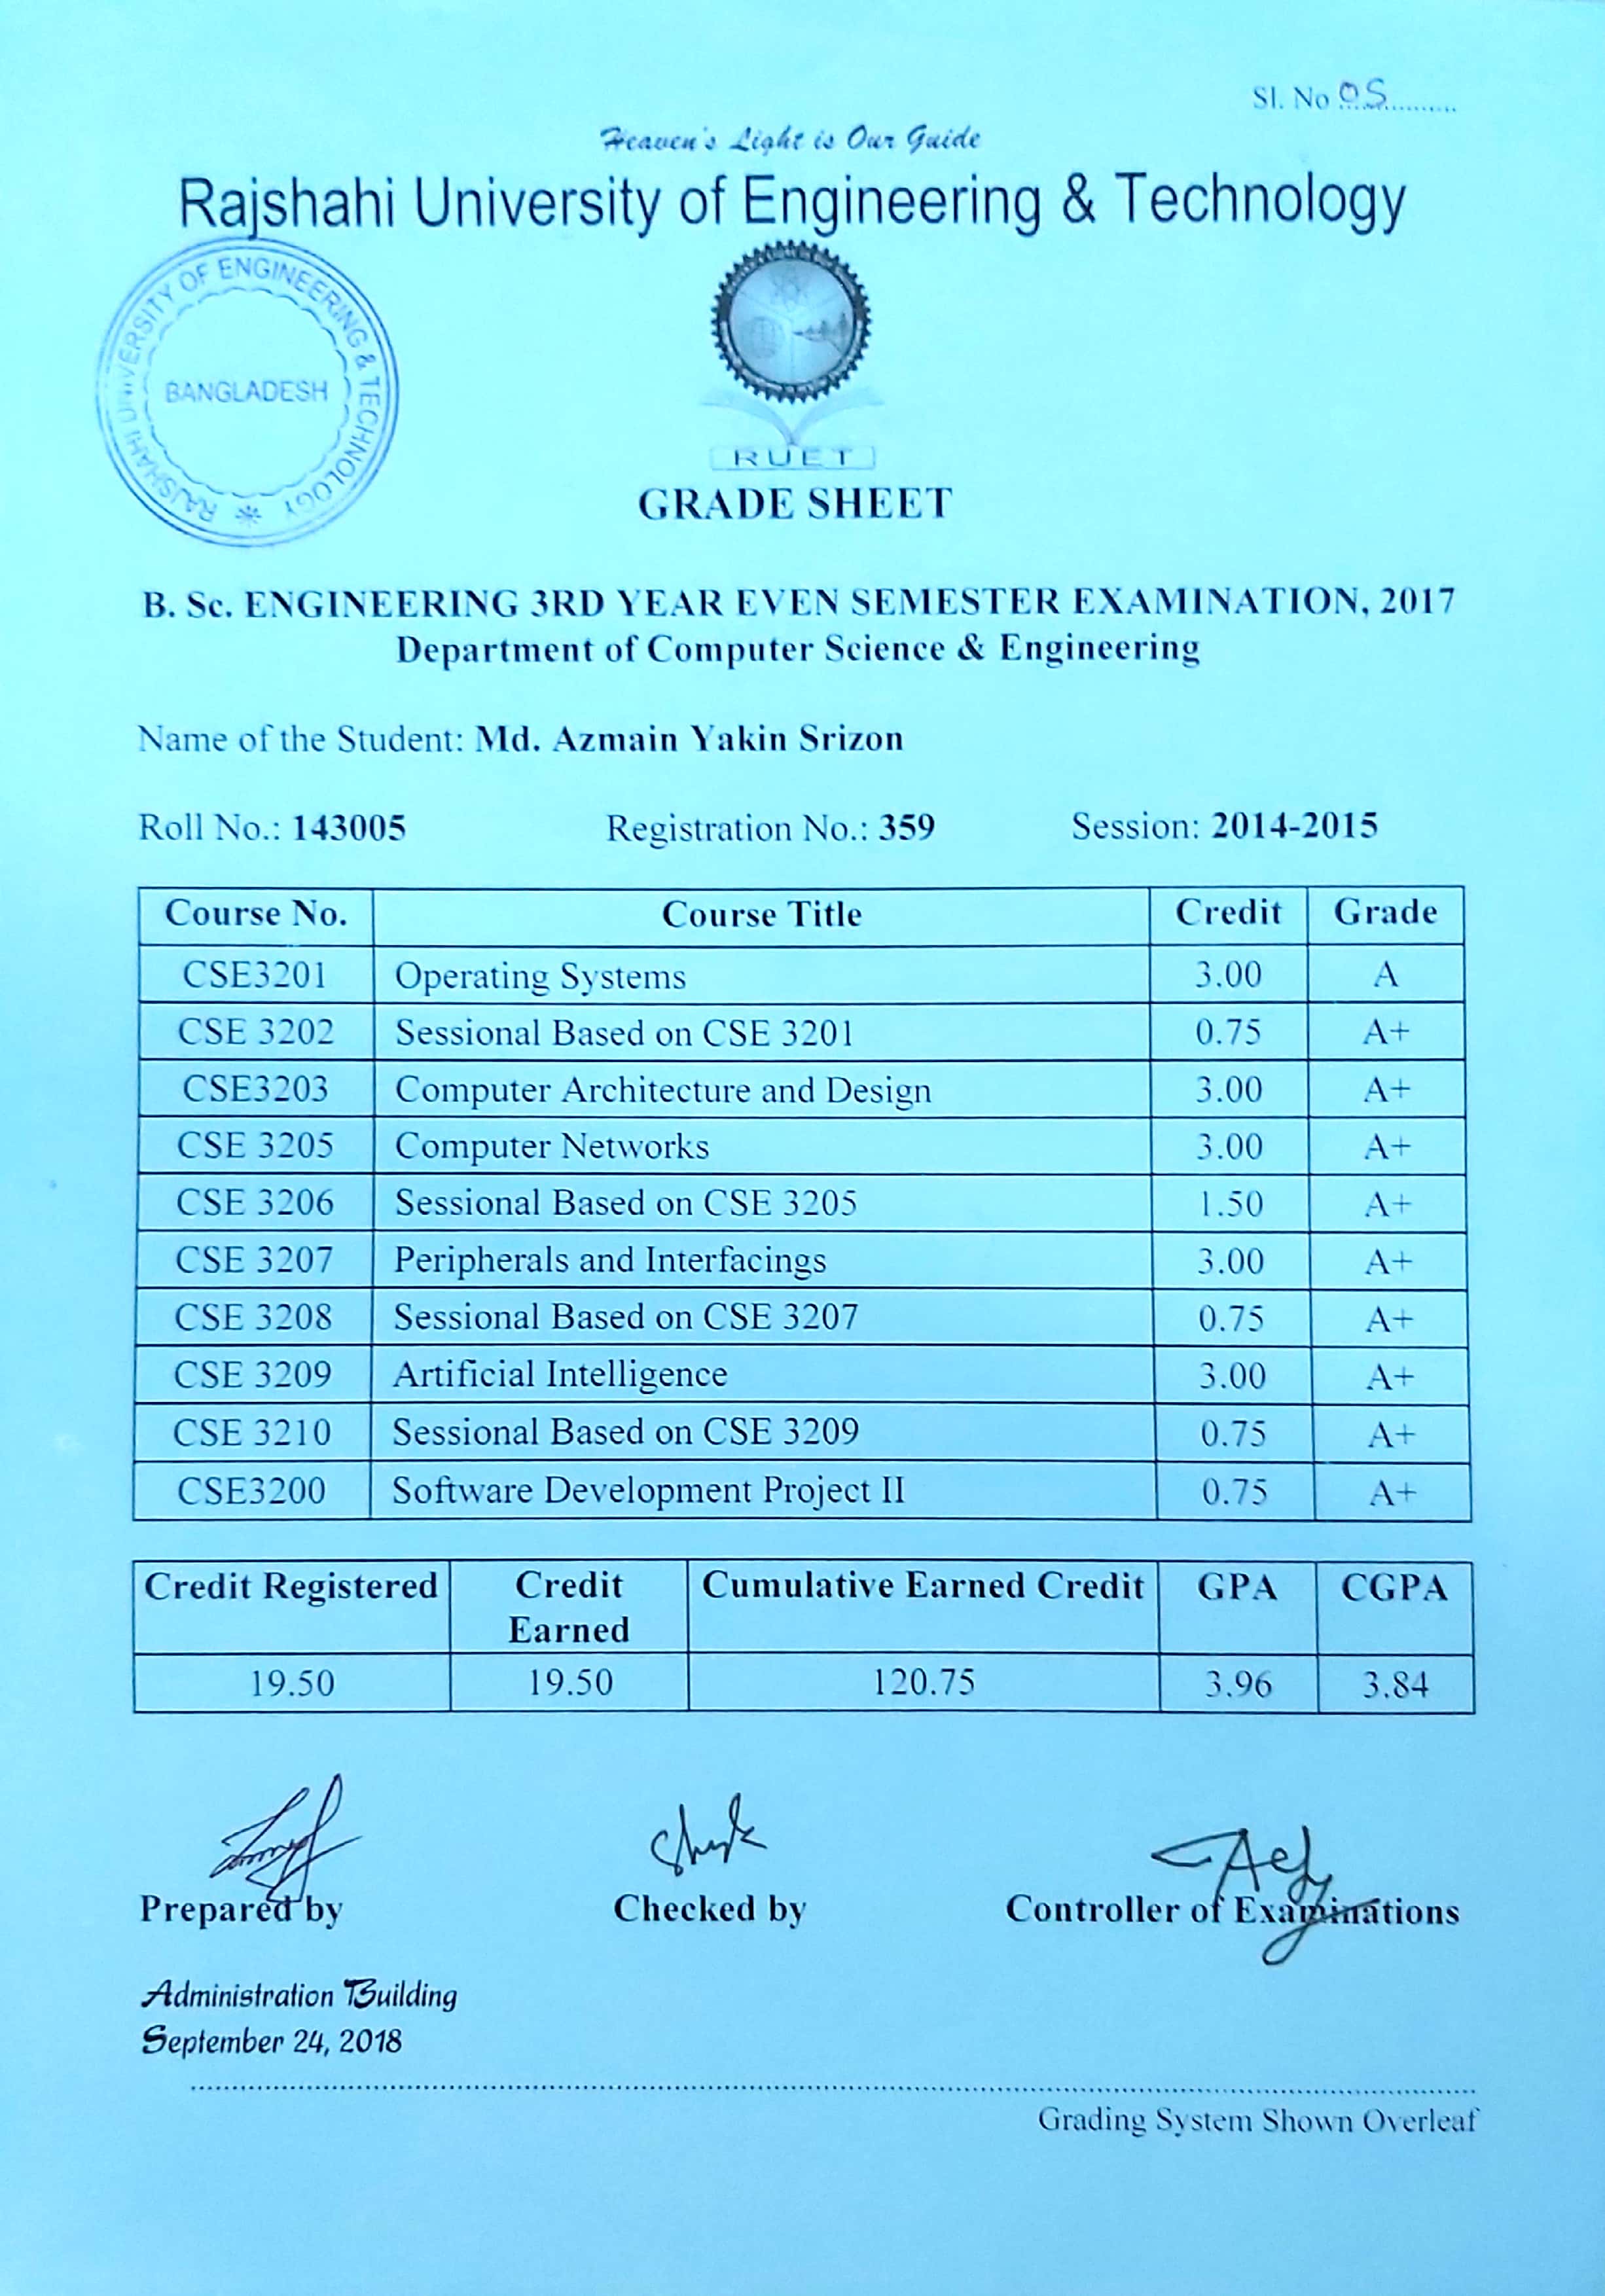 Sl. No 05..........
Heaven's Light is Our Guide
Rajshahi University of Engineering & Technology
RAJSHAHI UNIVERSITY OF ENGINEERING & TECHNOLOGY
BANGLADESH
RUET
GRADE SHEET
B. Sc. ENGINEERING 3RD YEAR EVEN SEMESTER EXAMINATION, 2017
Department of Computer Science & Engineering
Name of the Student: Md. Azmain Yakin Srizon
Roll No.: 143005 Registration No.: 359 Session: 2014-2015
Course No. Course Title Credit Grade
CSE3201 Operating Systems 3.00 A
CSE 3202 Sessional Based on CSE 3201 0.75 A+
CSE3203 Computer Architecture and Design 3.00 A+
CSE 3205 Computer Networks 3.00 A+
CSE 3206 Sessional Based on CSE 3205 1.50 A+
CSE 3207 Peripherals and Interfacings 3.00 A+
CSE 3208 Sessional Based on CSE 3207 0.75 A+
CSE 3209 Artificial Intelligence 3.00 A+
CSE 3210 Sessional Based on CSE 3209 0.75 A+
CSE3200 Software Development Project II 0.75 A+
Credit Registered Credit Earned Cumulative Earned Credit GPA CGPA
19.50 19.50 120.75 3.96 3.84
Prepared by Checked by Controller of Examinations
Administration Building
September 24, 2018
Grading System Shown Overleaf